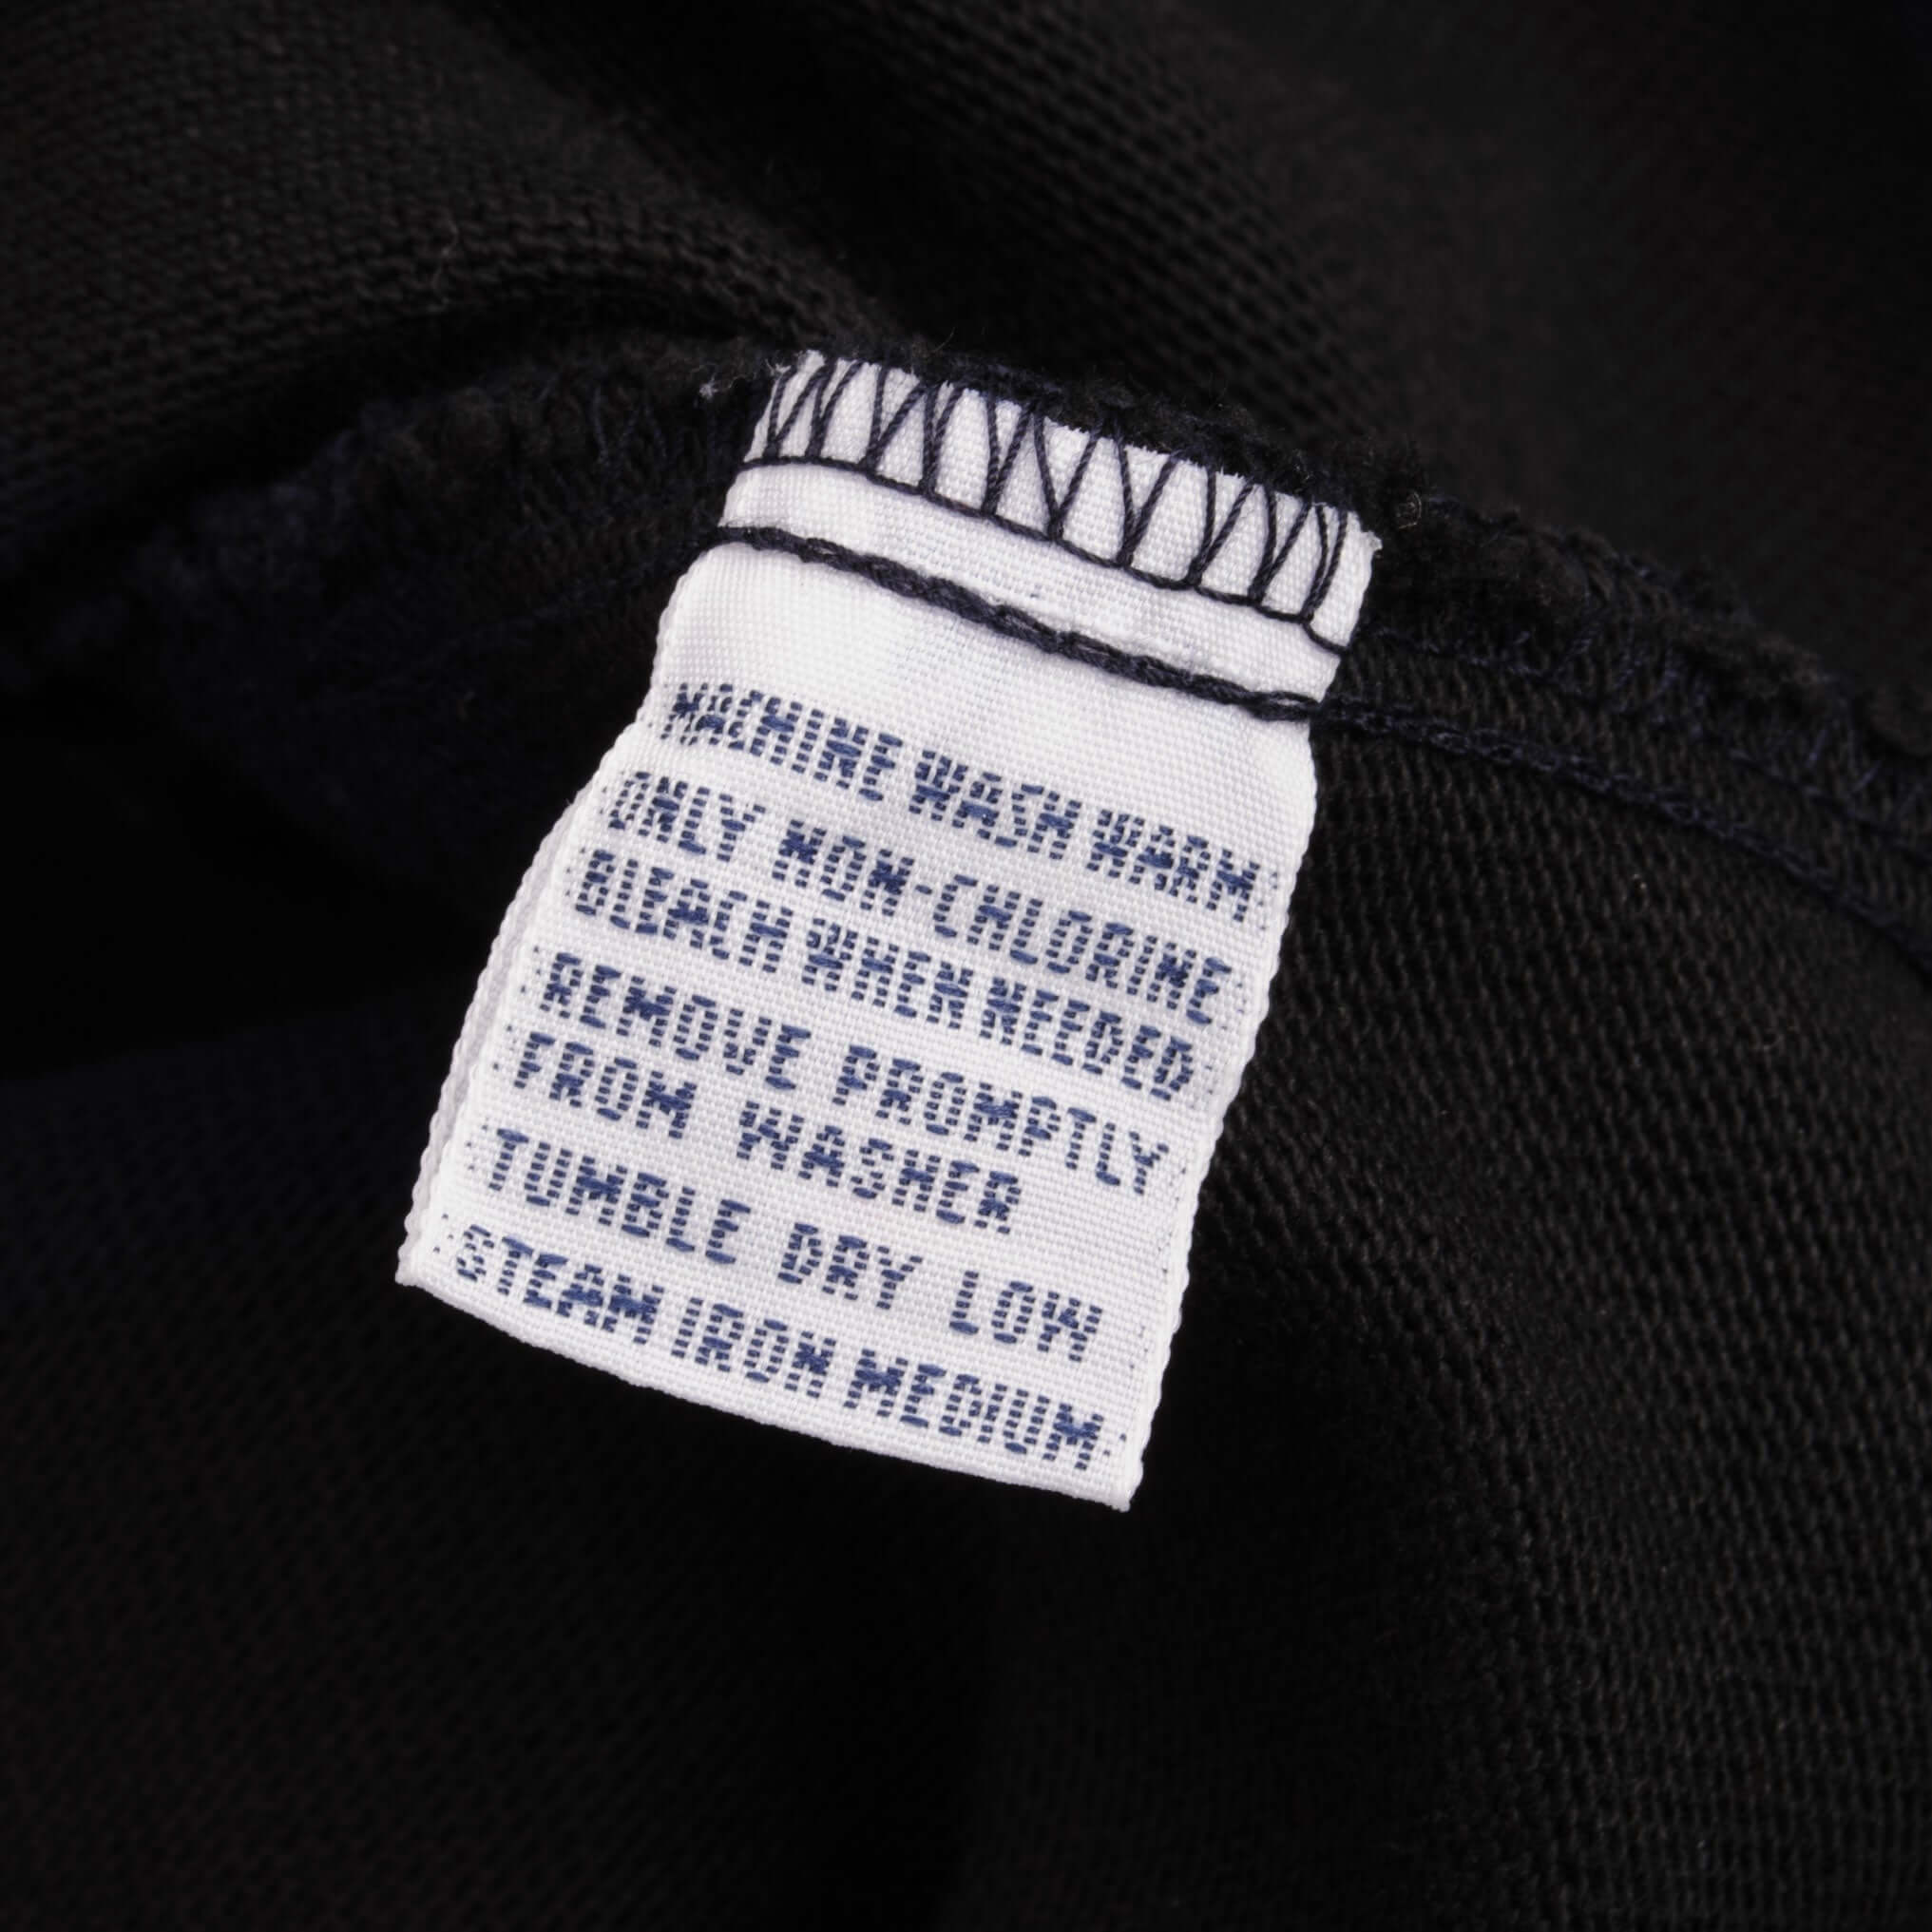 MACHINE WASH WARM
ONLY NON-CHLORINE
BLEACH WHEN NEEDED
REMOVE PROMPTLY
FROM WASHER
TUMBLE DRY LOW
STEAM IRON MEDIUM